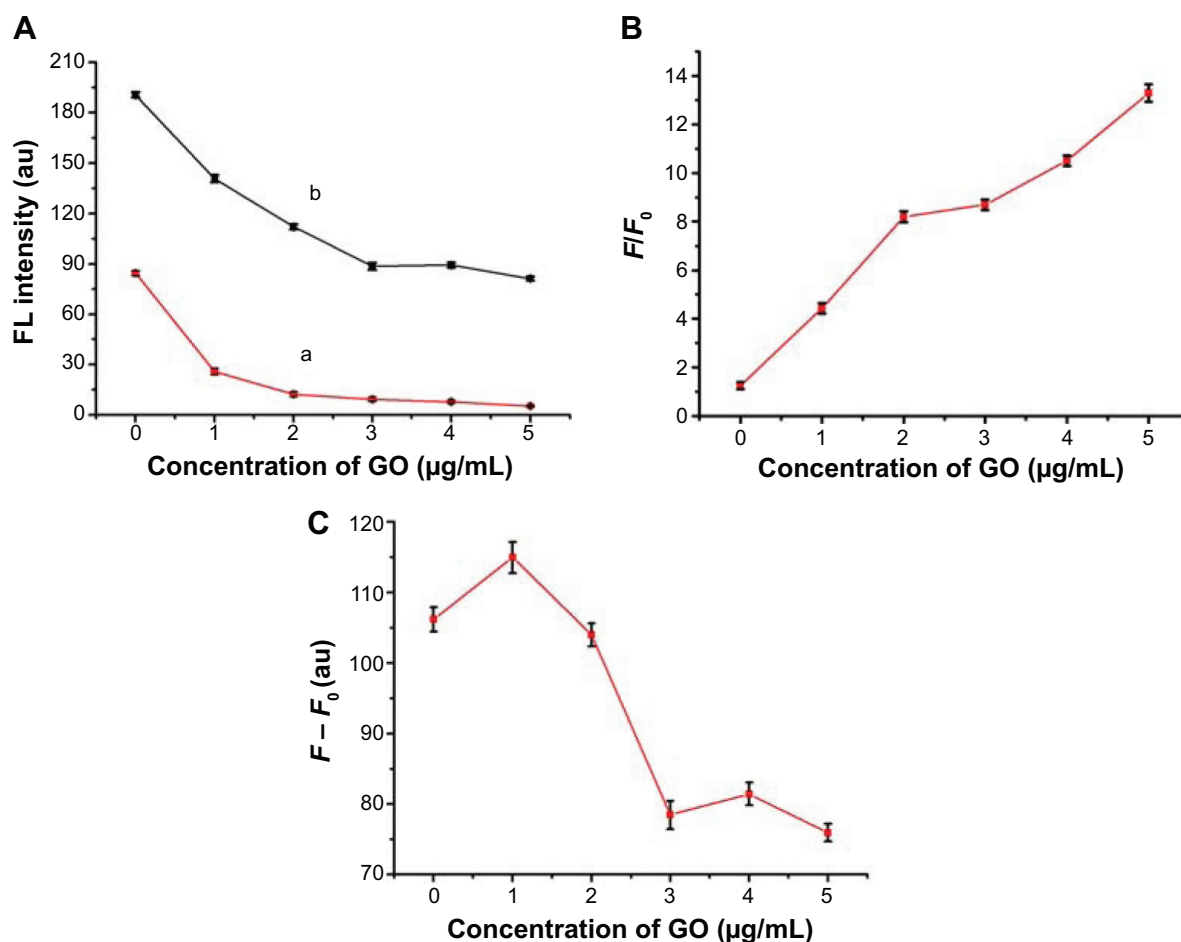 A
210
180
150
120
90
60
30
0
FL intensity (au)
b
a
0 1 2 3 4 5
Concentration of GO (µg/mL)
B
14
12
10
8
6
4
2
0
F/F₀
0 1 2 3 4 5
Concentration of GO (µg/mL)
C
120
110
100
90
80
70
F – F₀ (au)
0 1 2 3 4 5
Concentration of GO (µg/mL)